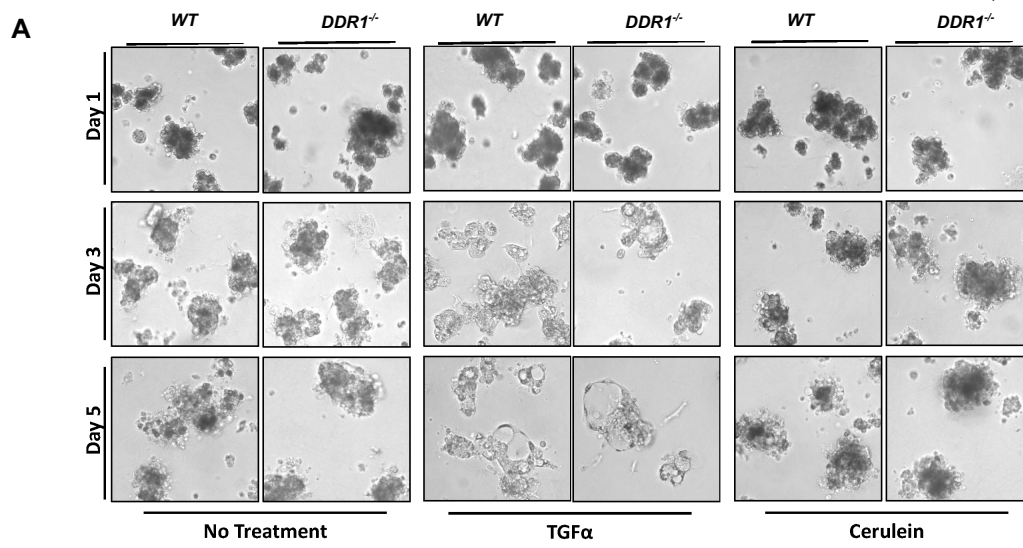 A
WT DDR1-/- WT DDR1-/- WT DDR1-/-
Day 1
Day 3
Day 5
No Treatment TGFα Cerulein